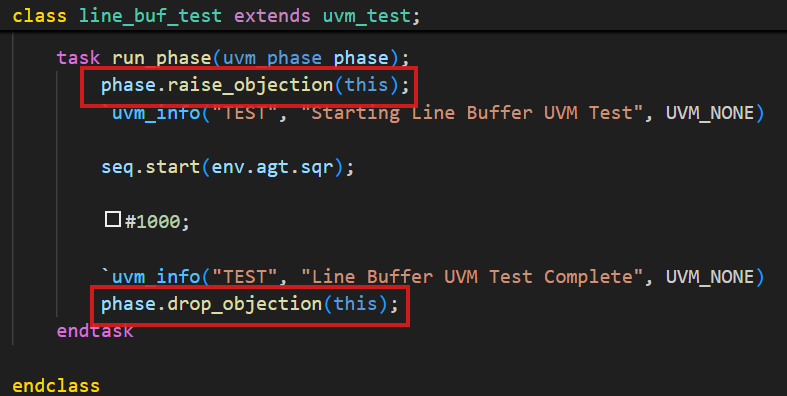 class line_buf_test extends uvm_test;
task run_phase(uvm_phase phase);
phase.raise_objection(this);
`uvm_info("TEST", "Starting Line Buffer UVM Test", UVM_NONE)
seq.start(env.agt.sqr);
#1000;
`uvm_info("TEST", "Line Buffer UVM Test Complete", UVM_NONE)
phase.drop_objection(this);
endtask
endclass